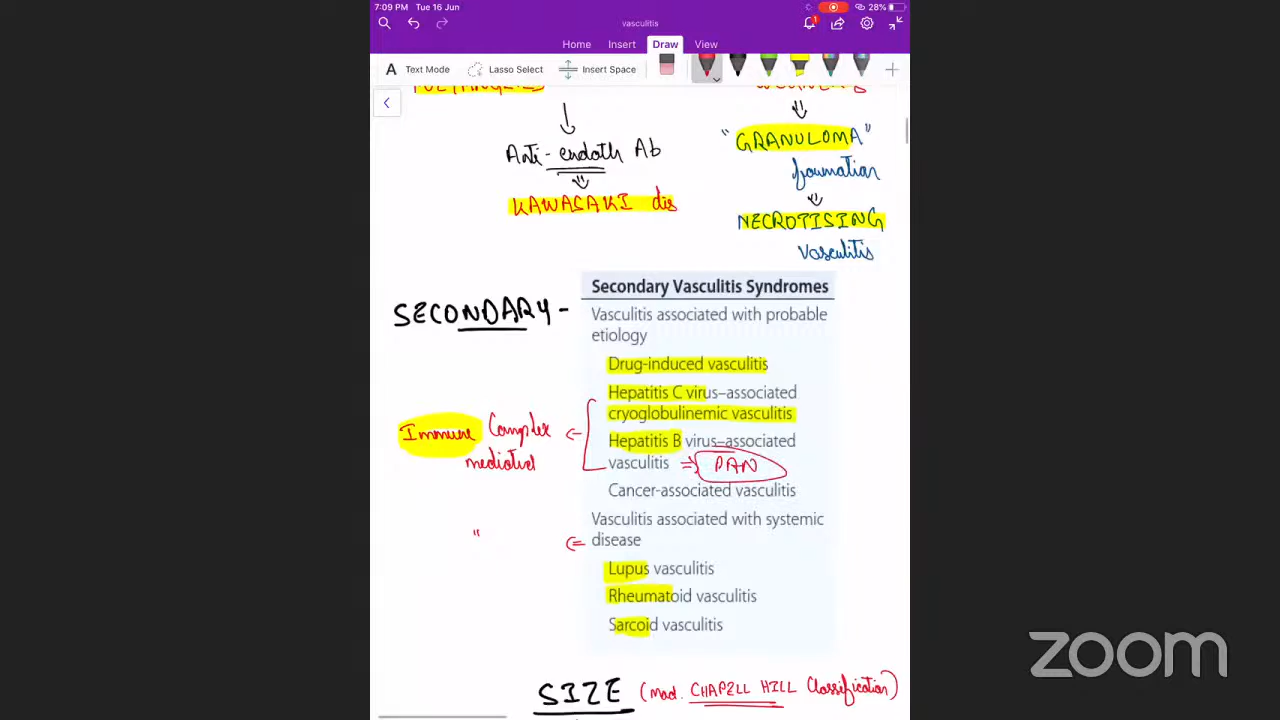 7:09 PM Tue 16 Jun
28%
vasculitis
1
Home Insert Draw View
A Text Mode Lasso Select Insert Space
Anti-endoth Ab
KAWASAKI dis
"GRANULOMA"
formation
NECROTISING
vasculitis
SECONDARY -
Secondary Vasculitis Syndromes
Vasculitis associated with probable
etiology
Drug-induced vasculitis
Hepatitis C virus–associated
cryoglobulinemic vasculitis
Hepatitis B virus–associated
vasculitis ⇒ PAN
Immune Complex
mediated
Cancer-associated vasculitis
Vasculitis associated with systemic
disease
"
Lupus vasculitis
Rheumatoid vasculitis
Sarcoid vasculitis
SIZE (mod. CHAPELL HILL Classification)
zoom